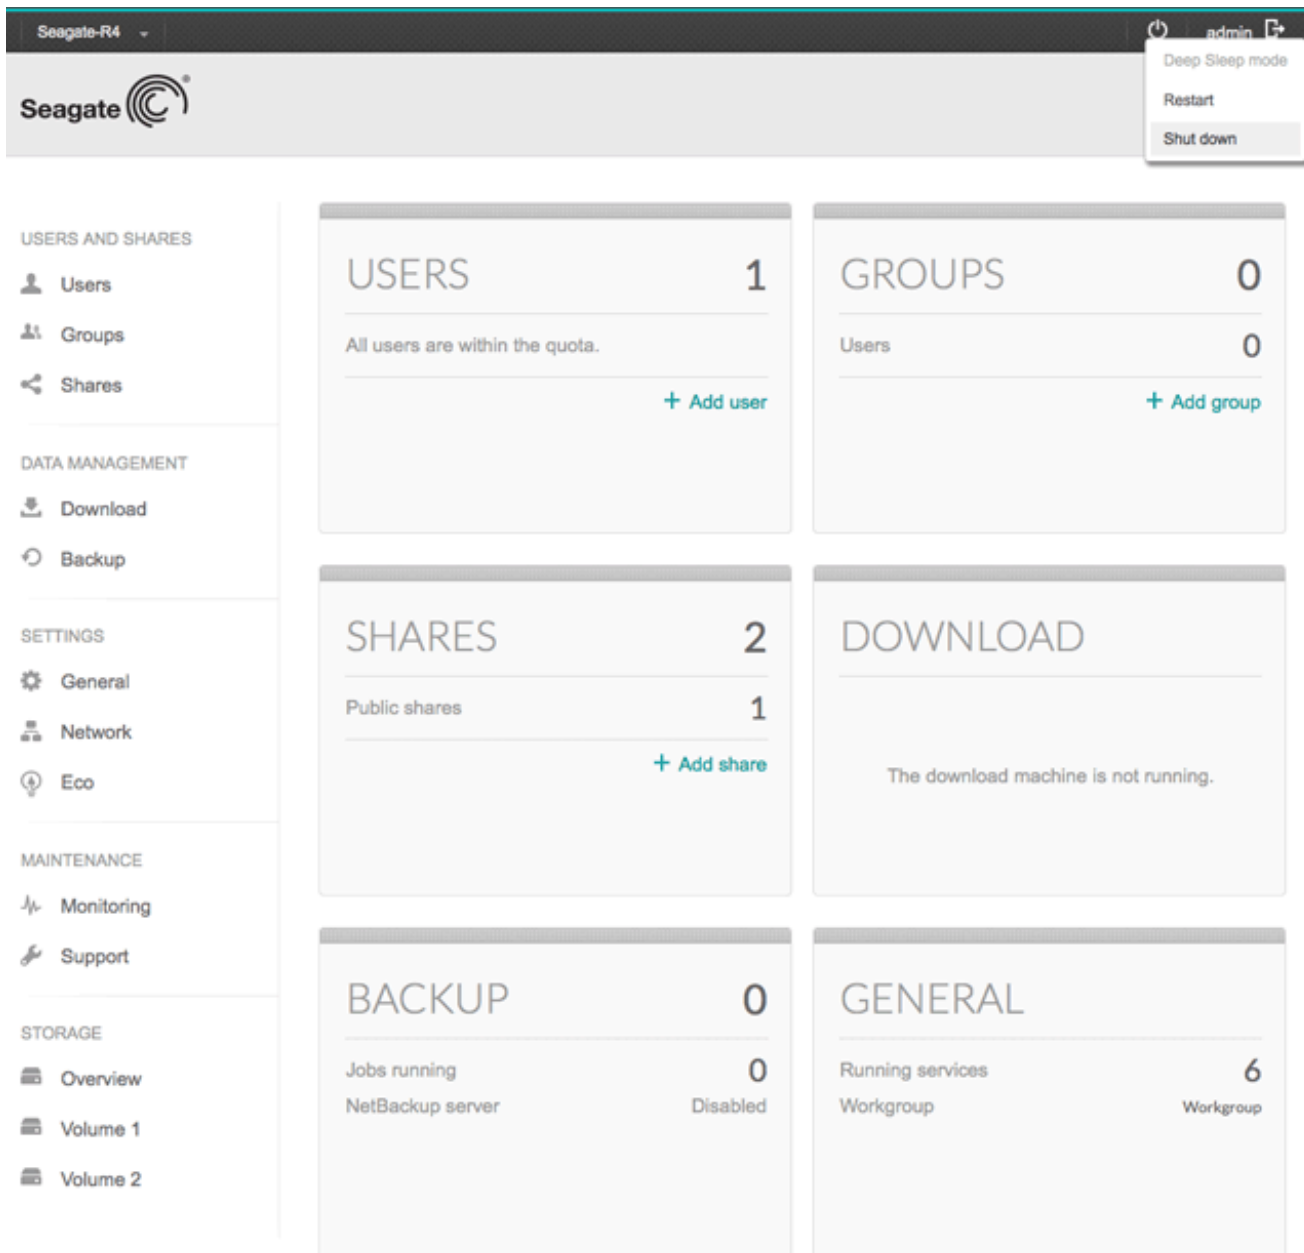 Seagate-R4
admin
Deep Sleep mode
Restart
Shut down
Seagate
USERS AND SHARES
Users
Groups
Shares
DATA MANAGEMENT
Download
Backup
SETTINGS
General
Network
Eco
MAINTENANCE
Monitoring
Support
STORAGE
Overview
Volume 1
Volume 2
USERS 1
All users are within the quota.
+ Add user
GROUPS 0
Users 0
+ Add group
SHARES 2
Public shares 1
+ Add share
DOWNLOAD
The download machine is not running.
BACKUP 0
Jobs running 0
NetBackup server Disabled
GENERAL
Running services 6
Workgroup Workgroup